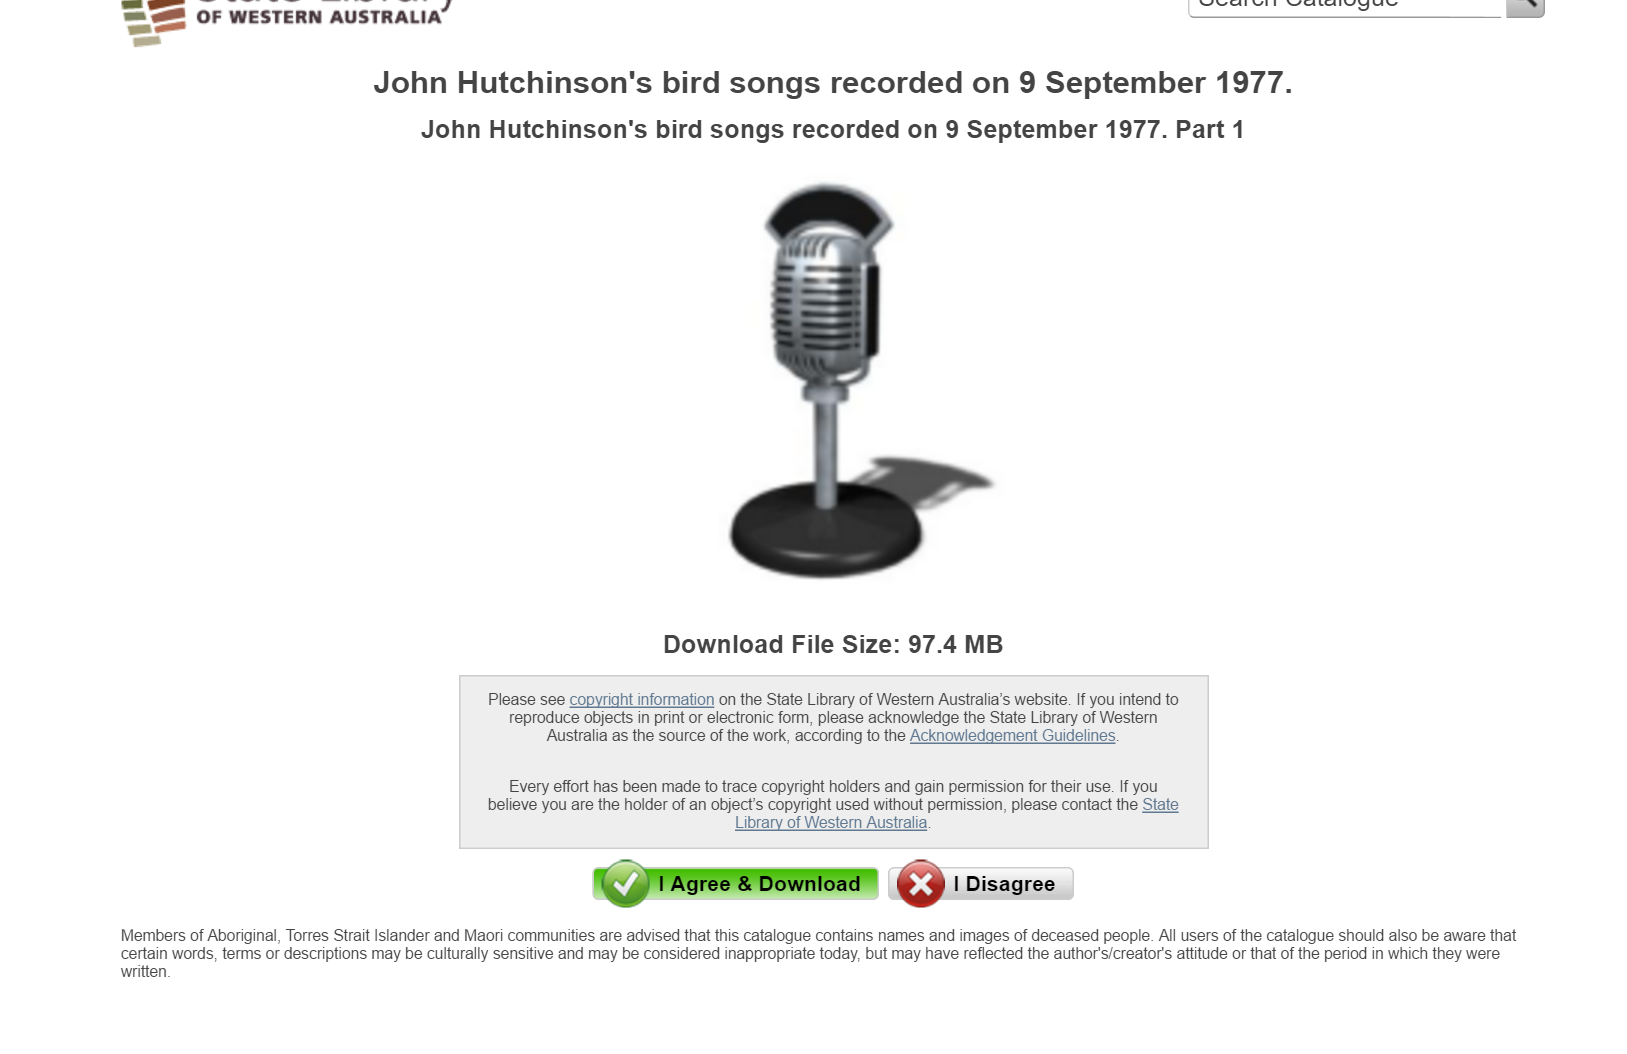 State Library
OF WESTERN AUSTRALIA
Search Catalogue
John Hutchinson's bird songs recorded on 9 September 1977.
John Hutchinson's bird songs recorded on 9 September 1977. Part 1
Download File Size: 97.4 MB
Please see copyright information on the State Library of Western Australia’s website. If you intend to
reproduce objects in print or electronic form, please acknowledge the State Library of Western
Australia as the source of the work, according to the Acknowledgement Guidelines.
Every effort has been made to trace copyright holders and gain permission for their use. If you
believe you are the holder of an object’s copyright used without permission, please contact the State
Library of Western Australia.
I Agree & Download
I Disagree
Members of Aboriginal, Torres Strait Islander and Maori communities are advised that this catalogue contains names and images of deceased people. All users of the catalogue should also be aware that
certain words, terms or descriptions may be culturally sensitive and may be considered inappropriate today, but may have reflected the author's/creator's attitude or that of the period in which they were
written.